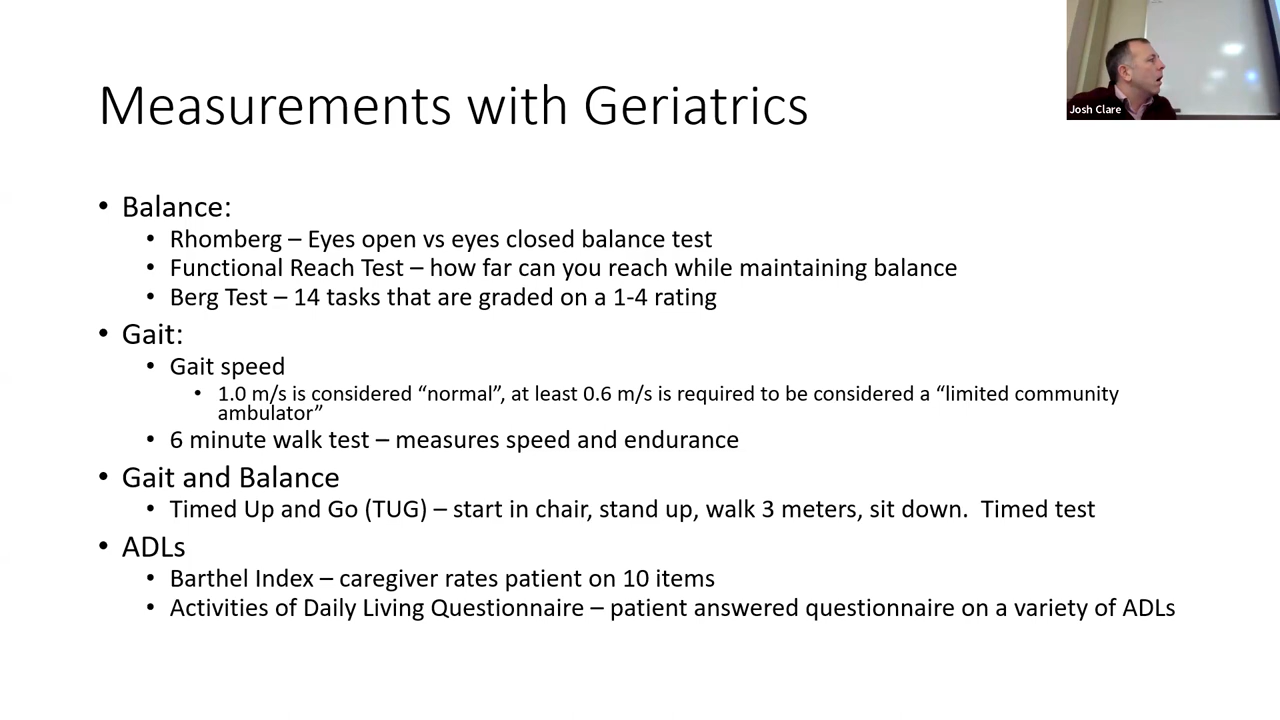 Josh Clare
Measurements with Geriatrics
• Balance:
• Rhomberg – Eyes open vs eyes closed balance test
• Functional Reach Test – how far can you reach while maintaining balance
• Berg Test – 14 tasks that are graded on a 1-4 rating
• Gait:
• Gait speed
• 1.0 m/s is considered “normal”, at least 0.6 m/s is required to be considered a “limited community
ambulator”
• 6 minute walk test – measures speed and endurance
• Gait and Balance
• Timed Up and Go (TUG) – start in chair, stand up, walk 3 meters, sit down.  Timed test
• ADLs
• Barthel Index – caregiver rates patient on 10 items
• Activities of Daily Living Questionnaire – patient answered questionnaire on a variety of ADLs